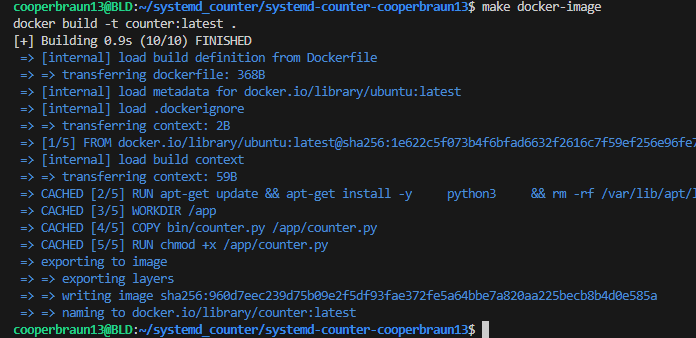 cooperbraun13@BLD:~/systemd_counter/systemd-counter-cooperbraun13$ make docker-image
docker build -t counter:latest .
[+] Building 0.9s (10/10) FINISHED
=> [internal] load build definition from Dockerfile
=> => transferring dockerfile: 368B
=> [internal] load metadata for docker.io/library/ubuntu:latest
=> [internal] load .dockerignore
=> => transferring context: 2B
=> [1/5] FROM docker.io/library/ubuntu:latest@sha256:1e622c5f073b4f6bfad6632f2616c7f59ef256e96fe7
=> [internal] load build context
=> => transferring context: 59B
=> CACHED [2/5] RUN apt-get update && apt-get install -y     python3     && rm -rf /var/lib/apt/l
=> CACHED [3/5] WORKDIR /app
=> CACHED [4/5] COPY bin/counter.py /app/counter.py
=> CACHED [5/5] RUN chmod +x /app/counter.py
=> exporting to image
=> => exporting layers
=> => writing image sha256:960d7eec239d75b09e2f5df93fae372fe5a64bbe7a820aa225becb8b4d0e585a
=> => naming to docker.io/library/counter:latest
cooperbraun13@BLD:~/systemd_counter/systemd-counter-cooperbraun13$